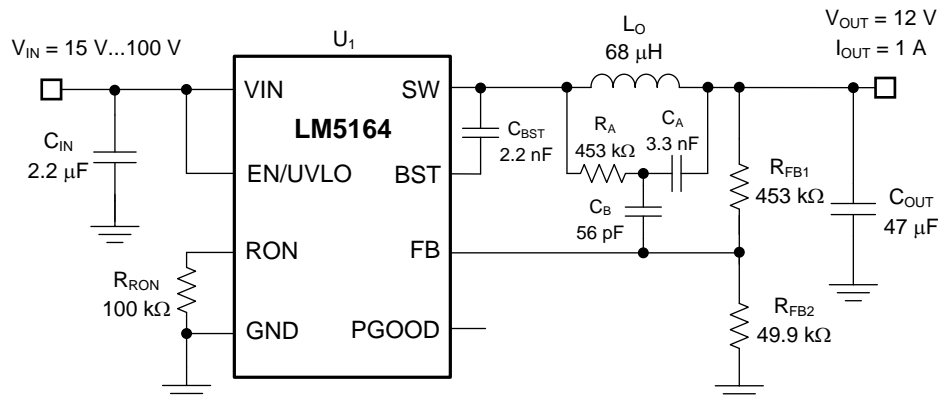 V_IN = 15 V...100 V
C_IN
2.2 μF
U_1
VIN
SW
LM5164
EN/UVLO
BST
RON
FB
GND
PGOOD
R_RON
100 kΩ
C_BST
2.2 nF
L_O
68 μH
R_A
453 kΩ
C_A
3.3 nF
C_B
56 pF
V_OUT = 12 V
I_OUT = 1 A
R_FB1
453 kΩ
C_OUT
47 μF
R_FB2
49.9 kΩ